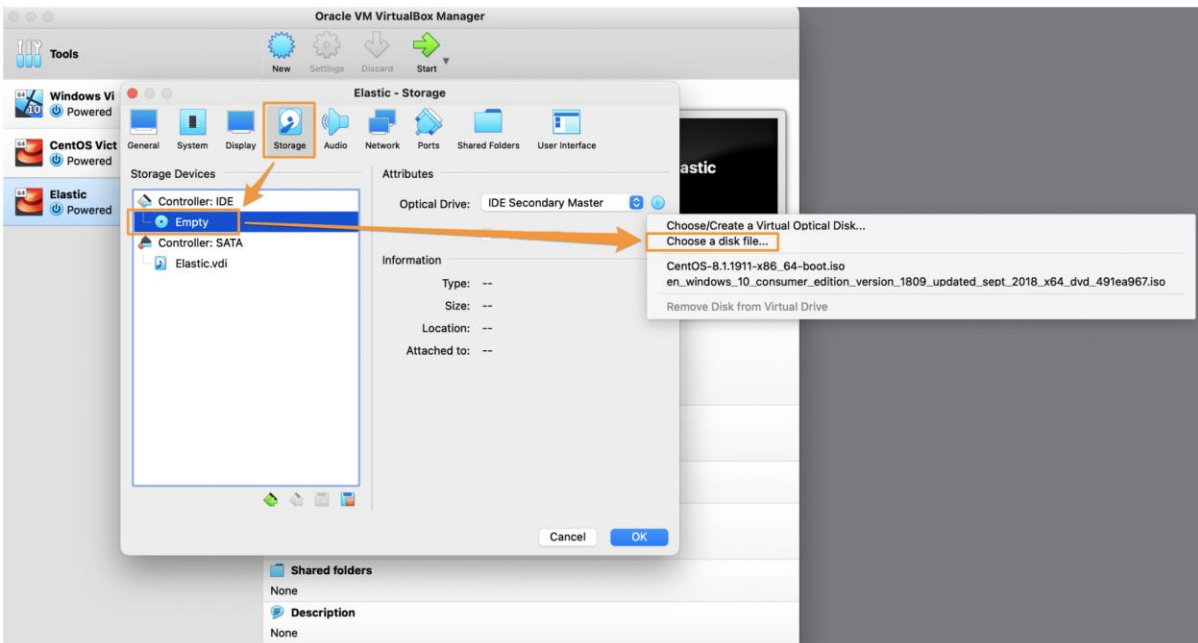 Oracle VM VirtualBox Manager
Tools
New
Settings
Discard
Start
64
10
Windows Vi
Powered
64
CentOS Vict
Powered
64
Elastic
Powered
Elastic - Storage
General
System
Display
Storage
Audio
Network
Ports
Shared Folders
User Interface
astic
Storage Devices
Controller: IDE
Empty
Controller: SATA
Elastic.vdi
Attributes
Optical Drive: IDE Secondary Master
Information
Type: --
Size: --
Location: --
Attached to: --
Choose/Create a Virtual Optical Disk...
Choose a disk file...
CentOS-8.1.1911-x86_64-boot.iso
en_windows_10_consumer_edition_version_1809_updated_sept_2018_x64_dvd_491ea967.iso
Remove Disk from Virtual Drive
Cancel
OK
Shared folders
None
Description
None